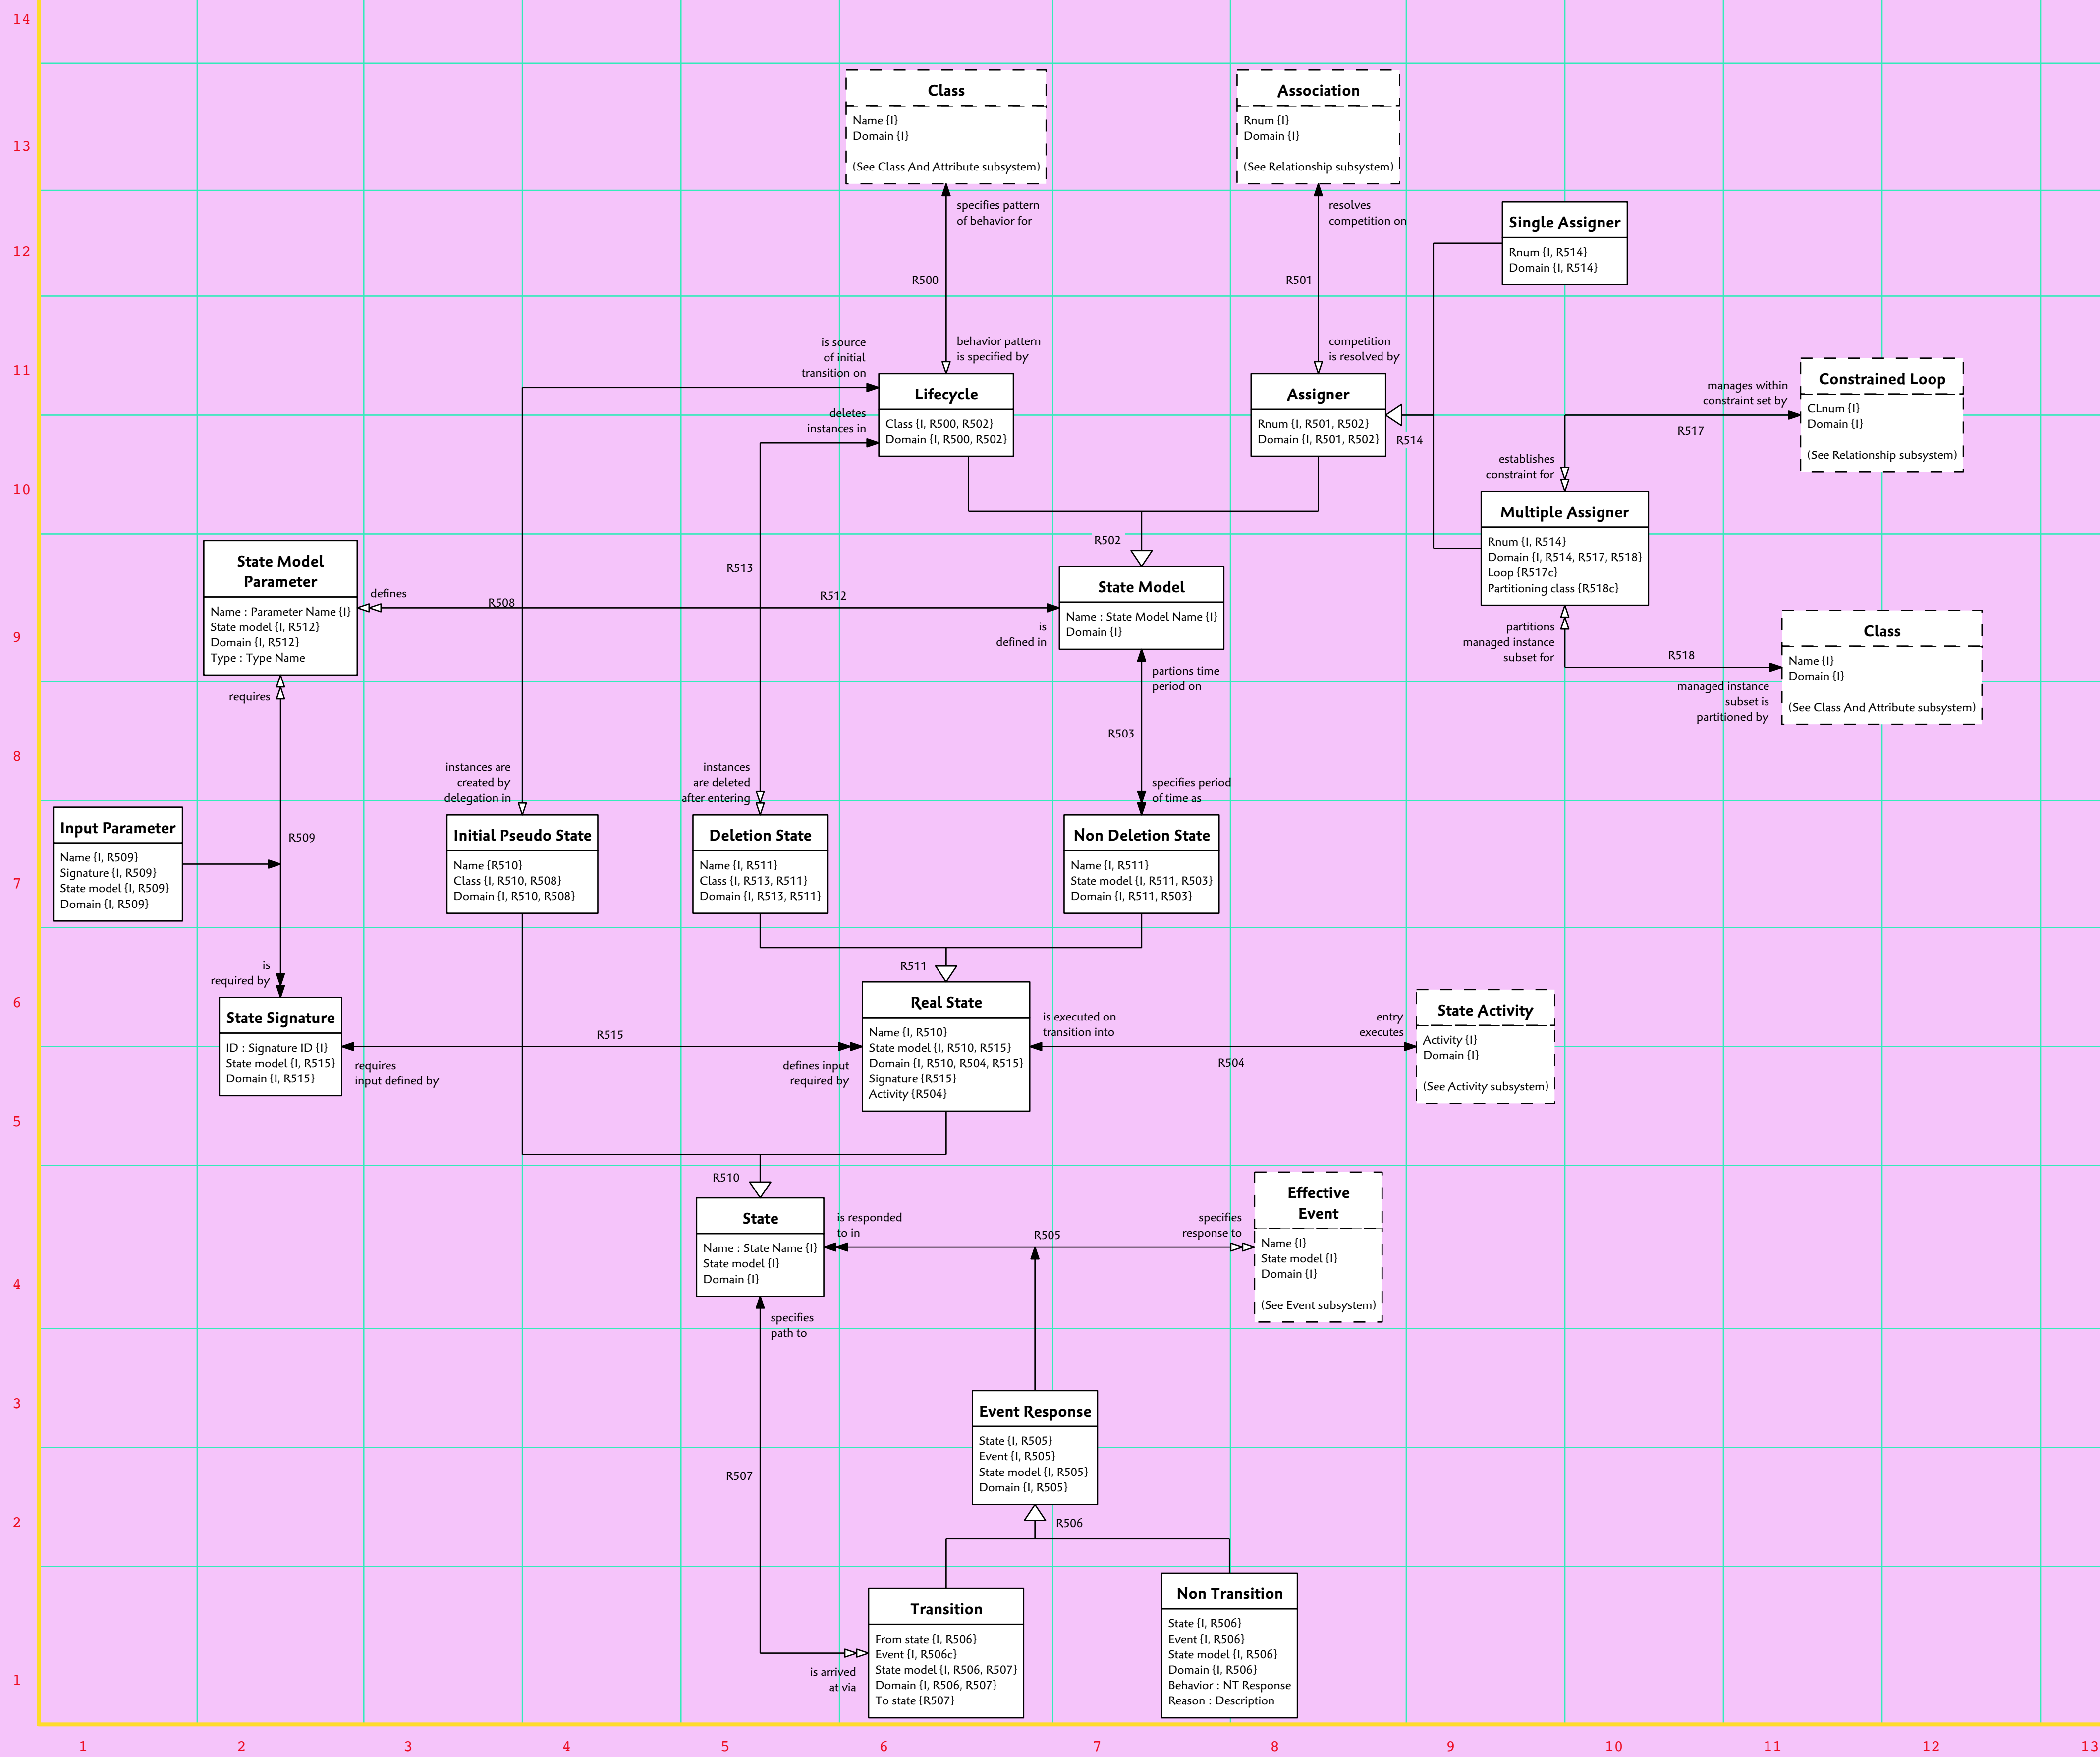 14
13
12
11
10
9
8
7
6
5
4
3
2
1
Class
Name {I}
Domain {I}
(See Class And Attribute subsystem)
Association
Rnum {I}
Domain {I}
(See Relationship subsystem)
specifies pattern
of behavior for
R500
behavior pattern
is specified by
resolves
competition on
R501
competition
is resolved by
Single Assigner
Rnum {I, R514}
Domain {I, R514}
is source
of initial
transition on
deletes
instances in
Lifecycle
Class {I, R500, R502}
Domain {I, R500, R502}
Assigner
Rnum {I, R501, R502}
Domain {I, R501, R502}
R514
manages within
constraint set by
R517
establishes
constraint for
Constrained Loop
CLnum {I}
Domain {I}
(See Relationship subsystem)
Multiple Assigner
Rnum {I, R514}
Domain {I, R514, R517, R518}
Loop {R517c}
Partitioning class {R518c}
R502
State Model
Parameter
Name : Parameter Name {I}
State model {I, R512}
Domain {I, R512}
Type : Type Name
defines
R508
R513
R512
is
defined in
State Model
Name : State Model Name {I}
Domain {I}
partitions
managed instance
subset for
R518
managed instance
subset is
partitioned by
Class
Name {I}
Domain {I}
(See Class And Attribute subsystem)
requires
partions time
period on
R503
specifies period
of time as
instances are
created by
delegation in
instances
are deleted
after entering
Input Parameter
Name {I, R509}
Signature {I, R509}
State model {I, R509}
Domain {I, R509}
R509
Initial Pseudo State
Name {R510}
Class {I, R510, R508}
Domain {I, R510, R508}
Deletion State
Name {I, R511}
Class {I, R513, R511}
Domain {I, R513, R511}
Non Deletion State
Name {I, R511}
State model {I, R511, R503}
Domain {I, R511, R503}
is
required by
R511
State Signature
ID : Signature ID {I}
State model {I, R515}
Domain {I, R515}
R515
requires
input defined by
defines input
required by
Real State
Name {I, R510}
State model {I, R510, R515}
Domain {I, R510, R504, R515}
Signature {R515}
Activity {R504}
is executed on
transition into
entry
executes
R504
State Activity
Activity {I}
Domain {I}
(See Activity subsystem)
R510
State
Name : State Name {I}
State model {I}
Domain {I}
is responded
to in
R505
specifies
response to
Effective
Event
Name {I}
State model {I}
Domain {I}
(See Event subsystem)
specifies
path to
R507
Event Response
State {I, R505}
Event {I, R505}
State model {I, R505}
Domain {I, R505}
R506
is arrived
at via
Transition
From state {I, R506}
Event {I, R506c}
State model {I, R506, R507}
Domain {I, R506, R507}
To state {R507}
Non Transition
State {I, R506}
Event {I, R506}
State model {I, R506}
Domain {I, R506}
Behavior : NT Response
Reason : Description
1 2 3 4 5 6 7 8 9 10 11 12 13